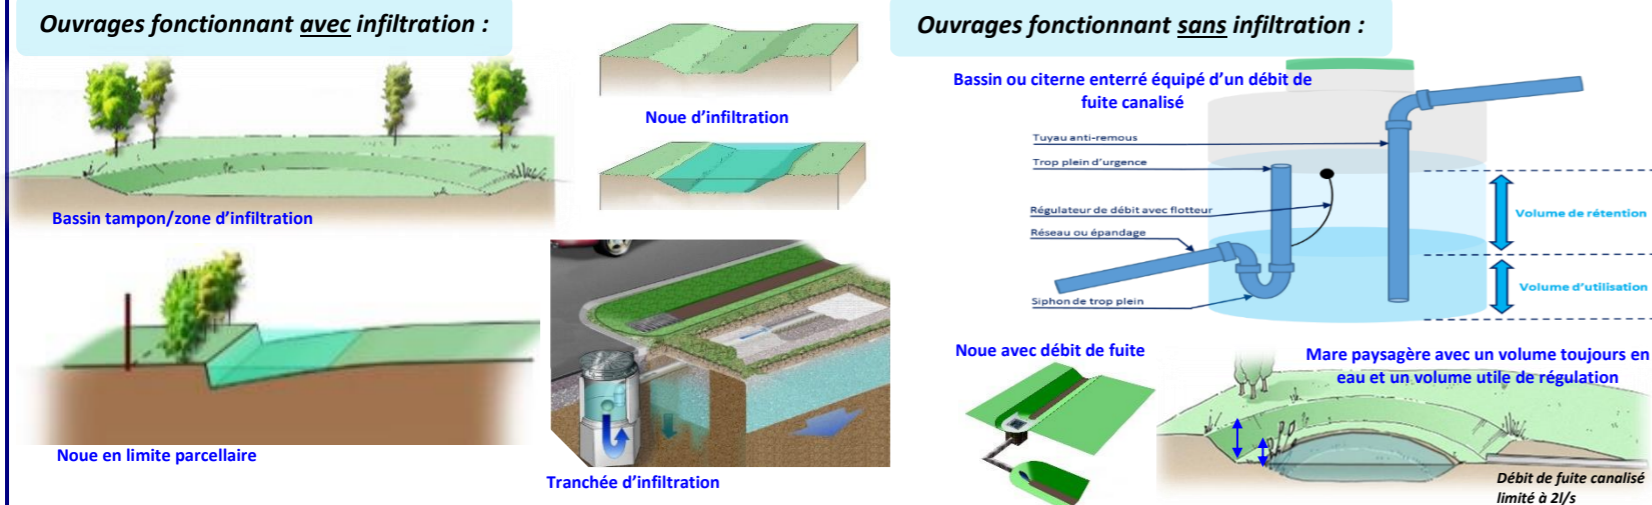 Ouvrages fonctionnant avec infiltration :
Noue d'infiltration
Bassin tampon/zone d'infiltration
Noue en limite parcellaire
Tranchée d'infiltration
Ouvrages fonctionnant sans infiltration :
Bassin ou citerne enterré équipé d'un débit de
fuite canalisé
Tuyau anti-remous
Trop plein d'urgence
Régulateur de débit avec flotteur
Réseau ou épandage
Siphon de trop plein
Volume de rétention
Volume d'utilisation
Noue avec débit de fuite
Mare paysagère avec un volume toujours en
eau et un volume utile de régulation
Débit de fuite canalisé
limité à 2l/s